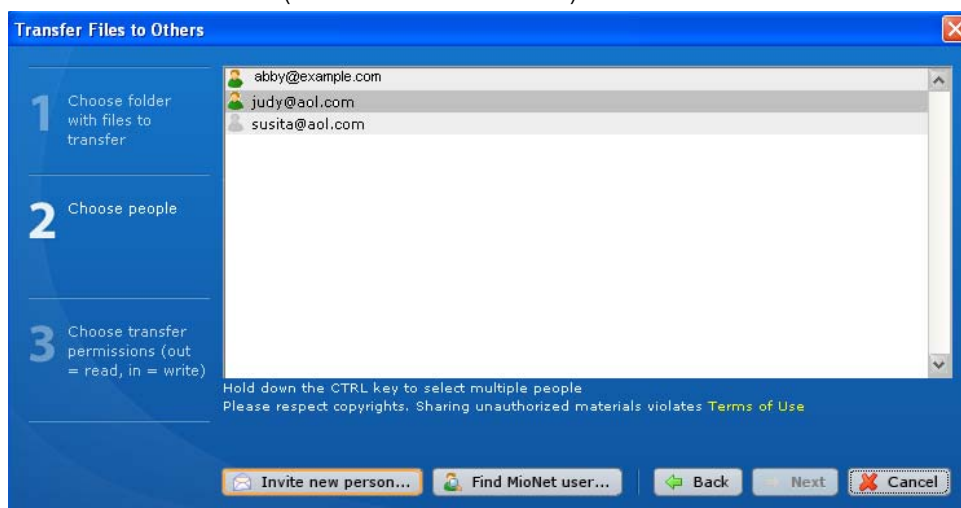 Transfer Files to Others
1
Choose folder
with files to
transfer
2
Choose people
3
Choose transfer
permissions (out
= read, in = write)
abby@example.com
judy@aol.com
susita@aol.com
Hold down the CTRL key to select multiple people
Please respect copyrights. Sharing unauthorized materials violates Terms of Use
Invite new person...
Find MioNet user...
Back
Next
Cancel